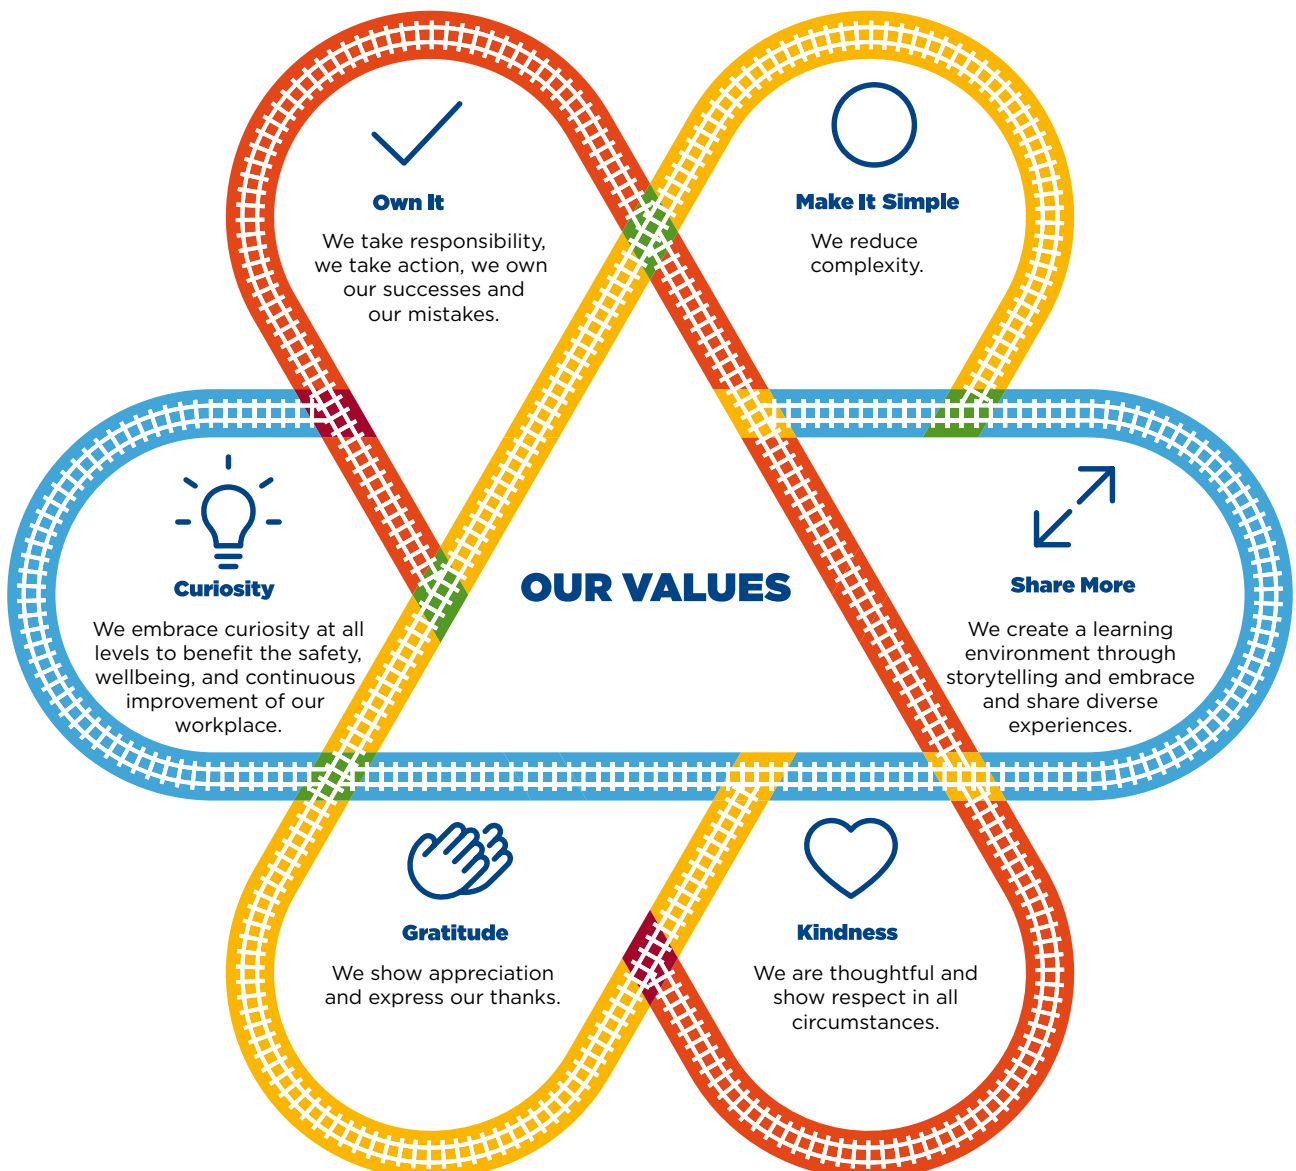 Own It
We take responsibility,
we take action, we own
our successes and
our mistakes.
Make It Simple
We reduce
complexity.
Curiosity
We embrace curiosity at all
levels to benefit the safety,
wellbeing, and continuous
improvement of our
workplace.
OUR VALUES
Share More
We create a learning
environment through
storytelling and embrace
and share diverse
experiences.
Gratitude
We show appreciation
and express our thanks.
Kindness
We are thoughtful and
show respect in all
circumstances.